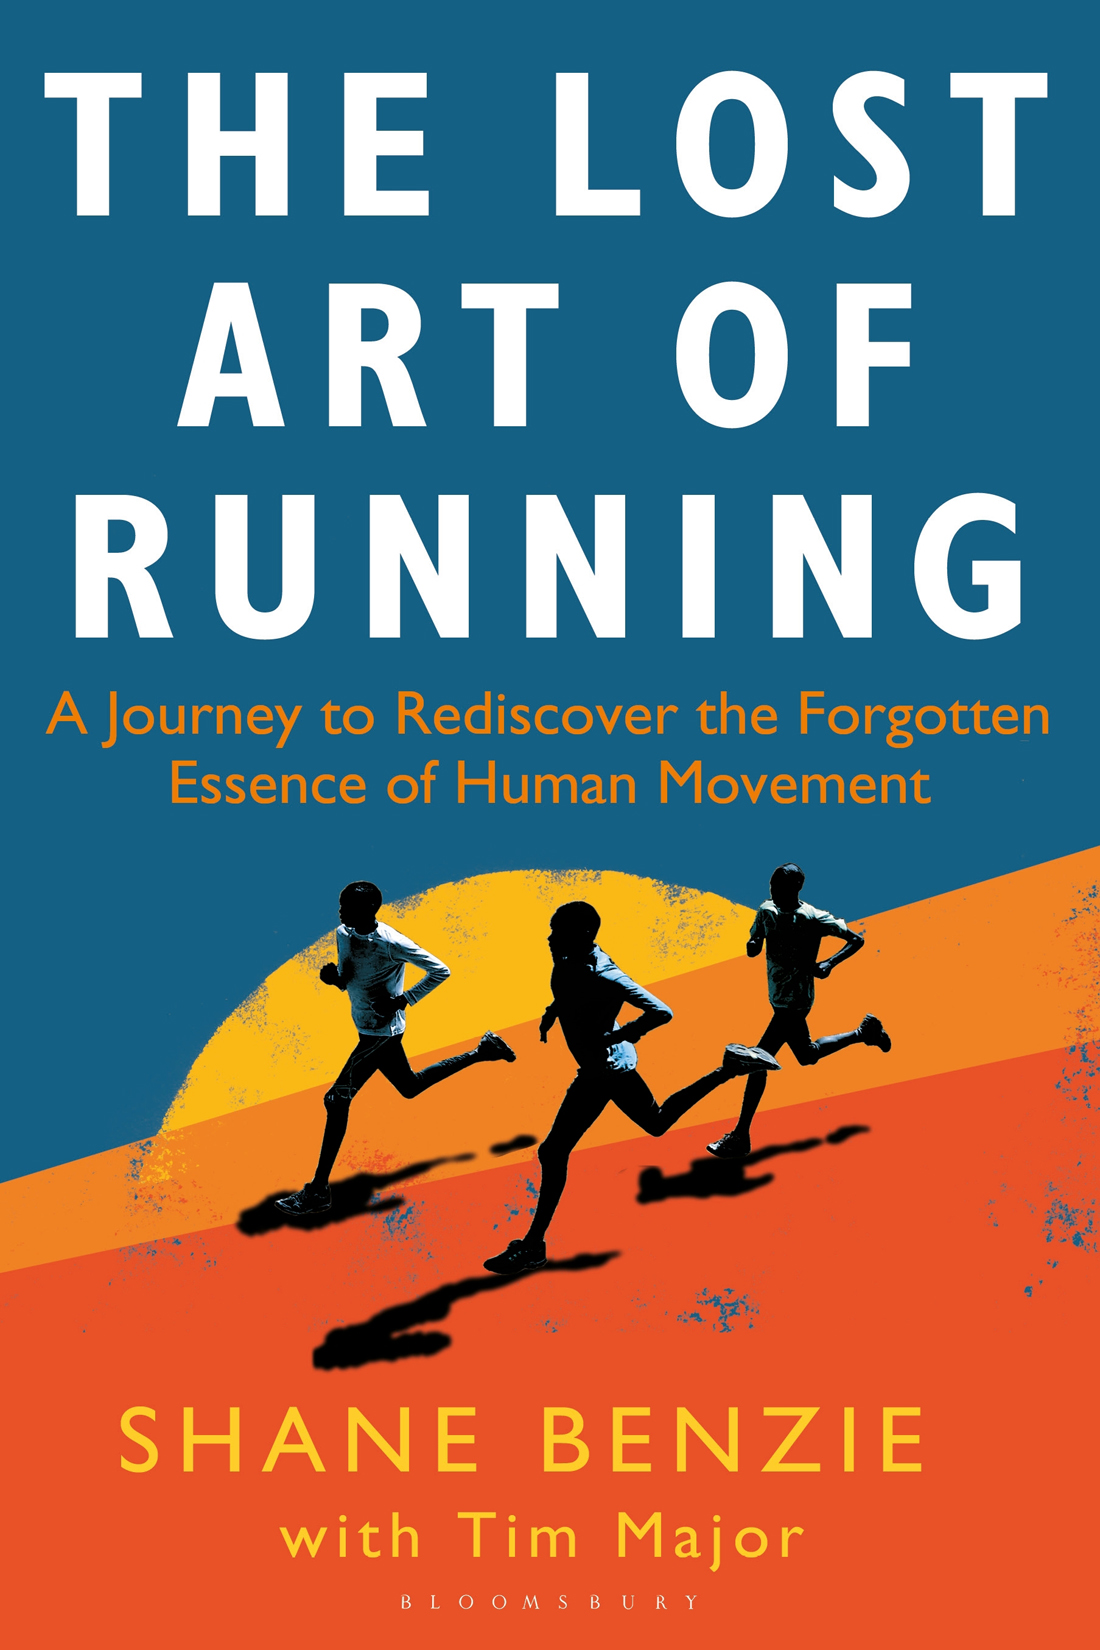 THE LOST
ART OF
RUNNING
A Journey to Rediscover the Forgotten
Essence of Human Movement
SHANE BENZIE
with Tim Major
BLOOMSBURY